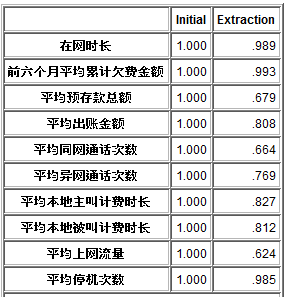 Initial Extraction
在网时长 1.000 .989
前六个月平均累计欠费金额 1.000 .993
平均预存款总额 1.000 .679
平均出账金额 1.000 .808
平均同网通话次数 1.000 .664
平均异网通话次数 1.000 .769
平均本地主叫计费时长 1.000 .827
平均本地被叫计费时长 1.000 .812
平均上网流量 1.000 .624
平均停机次数 1.000 .985